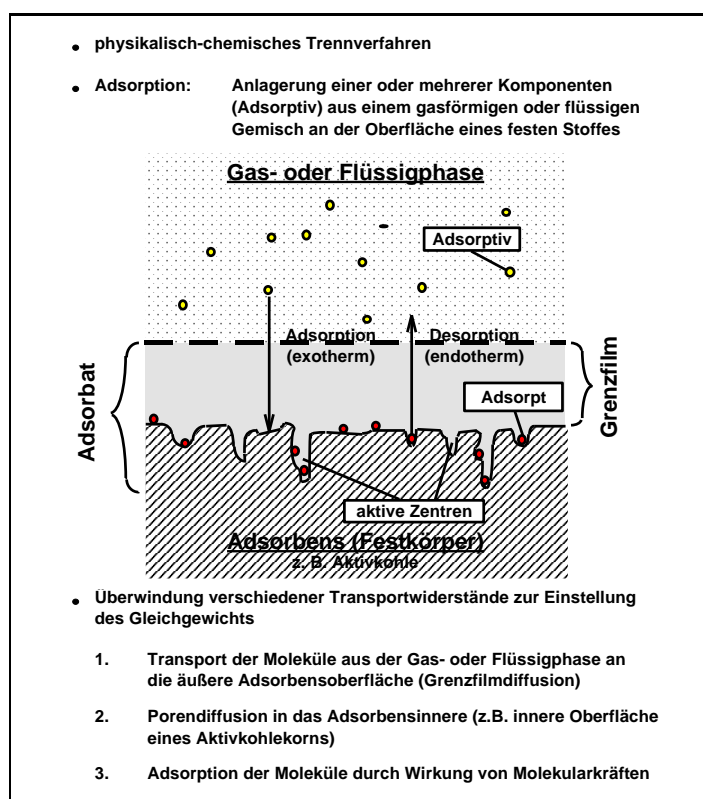 physikalisch-chemisches Trennverfahren
Adsorption: Anlagerung einer oder mehrerer Komponenten
(Adsorptiv) aus einem gasförmigen oder flüssigen
Gemisch an der Oberfläche eines festen Stoffes
Gas- oder Flüssigphase
Adsorptiv
Adsorption
(exotherm)
Desorption
(endotherm)
Adsorbat
Grenzfilm
Adsorpt
aktive Zentren
Adsorbens (Festkörper)
z. B. Aktivkohle
Überwindung verschiedener Transportwiderstände zur Einstellung
des Gleichgewichts
1. Transport der Moleküle aus der Gas- oder Flüssigphase an
die äußere Adsorbensoberfläche (Grenzfilmdiffusion)
2. Porendiffusion in das Adsorbensinnere (z.B. innere Oberfläche
eines Aktivkohlekorns)
3. Adsorption der Moleküle durch Wirkung von Molekularkräften